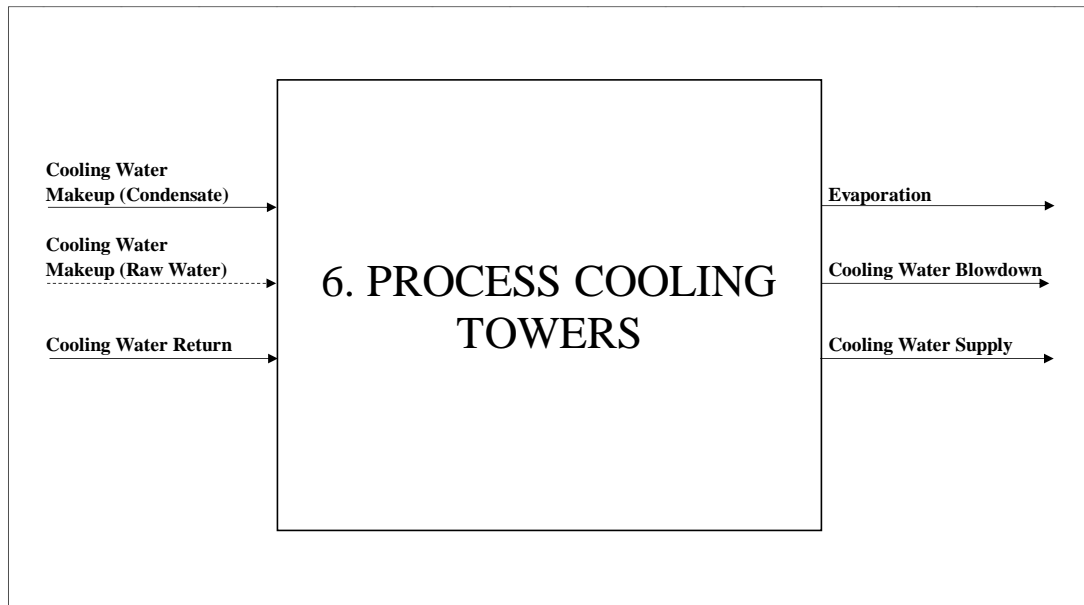 Cooling Water
Makeup (Condensate)
Cooling Water
Makeup (Raw Water)
Cooling Water Return
6. PROCESS COOLING
TOWERS
Evaporation
Cooling Water Blowdown
Cooling Water Supply